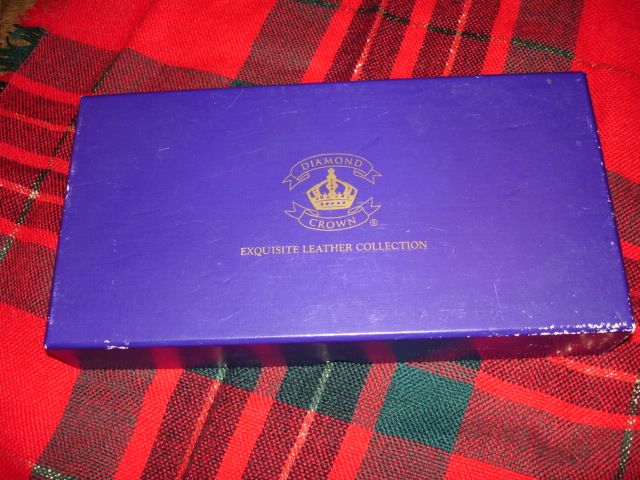 DIAMOND
CROWN ®
EXQUISITE LEATHER COLLECTION